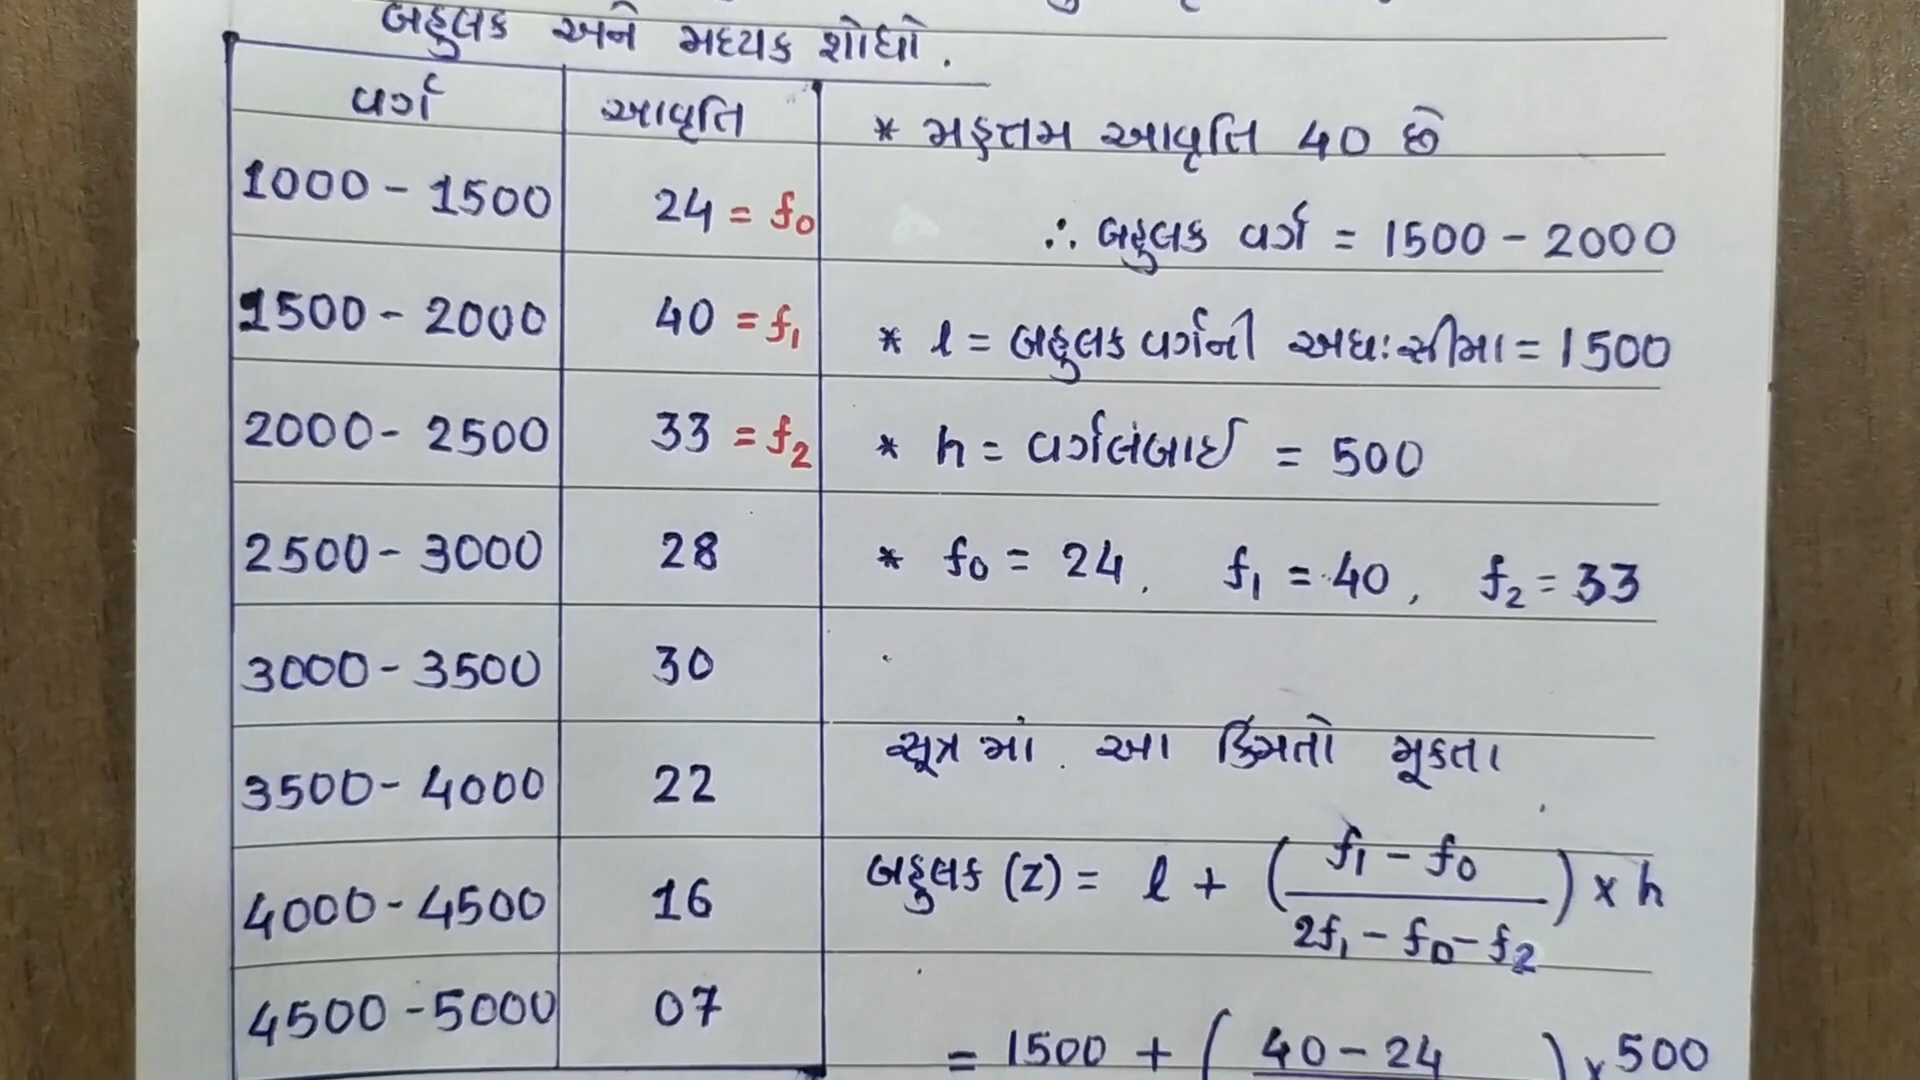 બહુલક અને મધ્યક શોધો.
વર્ગ આવૃતિ
1000 - 1500 24 = f0
1500 - 2000 40 = f1
2000 - 2500 33 = f2
2500 - 3000 28
3000 - 3500 30
3500 - 4000 22
4000 - 4500 16
4500 - 5000 07
* મહત્તમ આવૃતિ 40 છે
∴ બહુલક વર્ગ = 1500 - 2000
* l = બહુલક વર્ગની અધઃસીમા = 1500
* h = વર્ગલંબાઈ = 500
* f0 = 24, f1 = 40, f2 = 33
સૂત્રમાં આ કિંમતો મૂકતા
બહુલક (Z) = l + ( f1 - f0 / 2f1 - f0 - f2 ) × h
= 1500 + ( 40 - 24 ) × 500